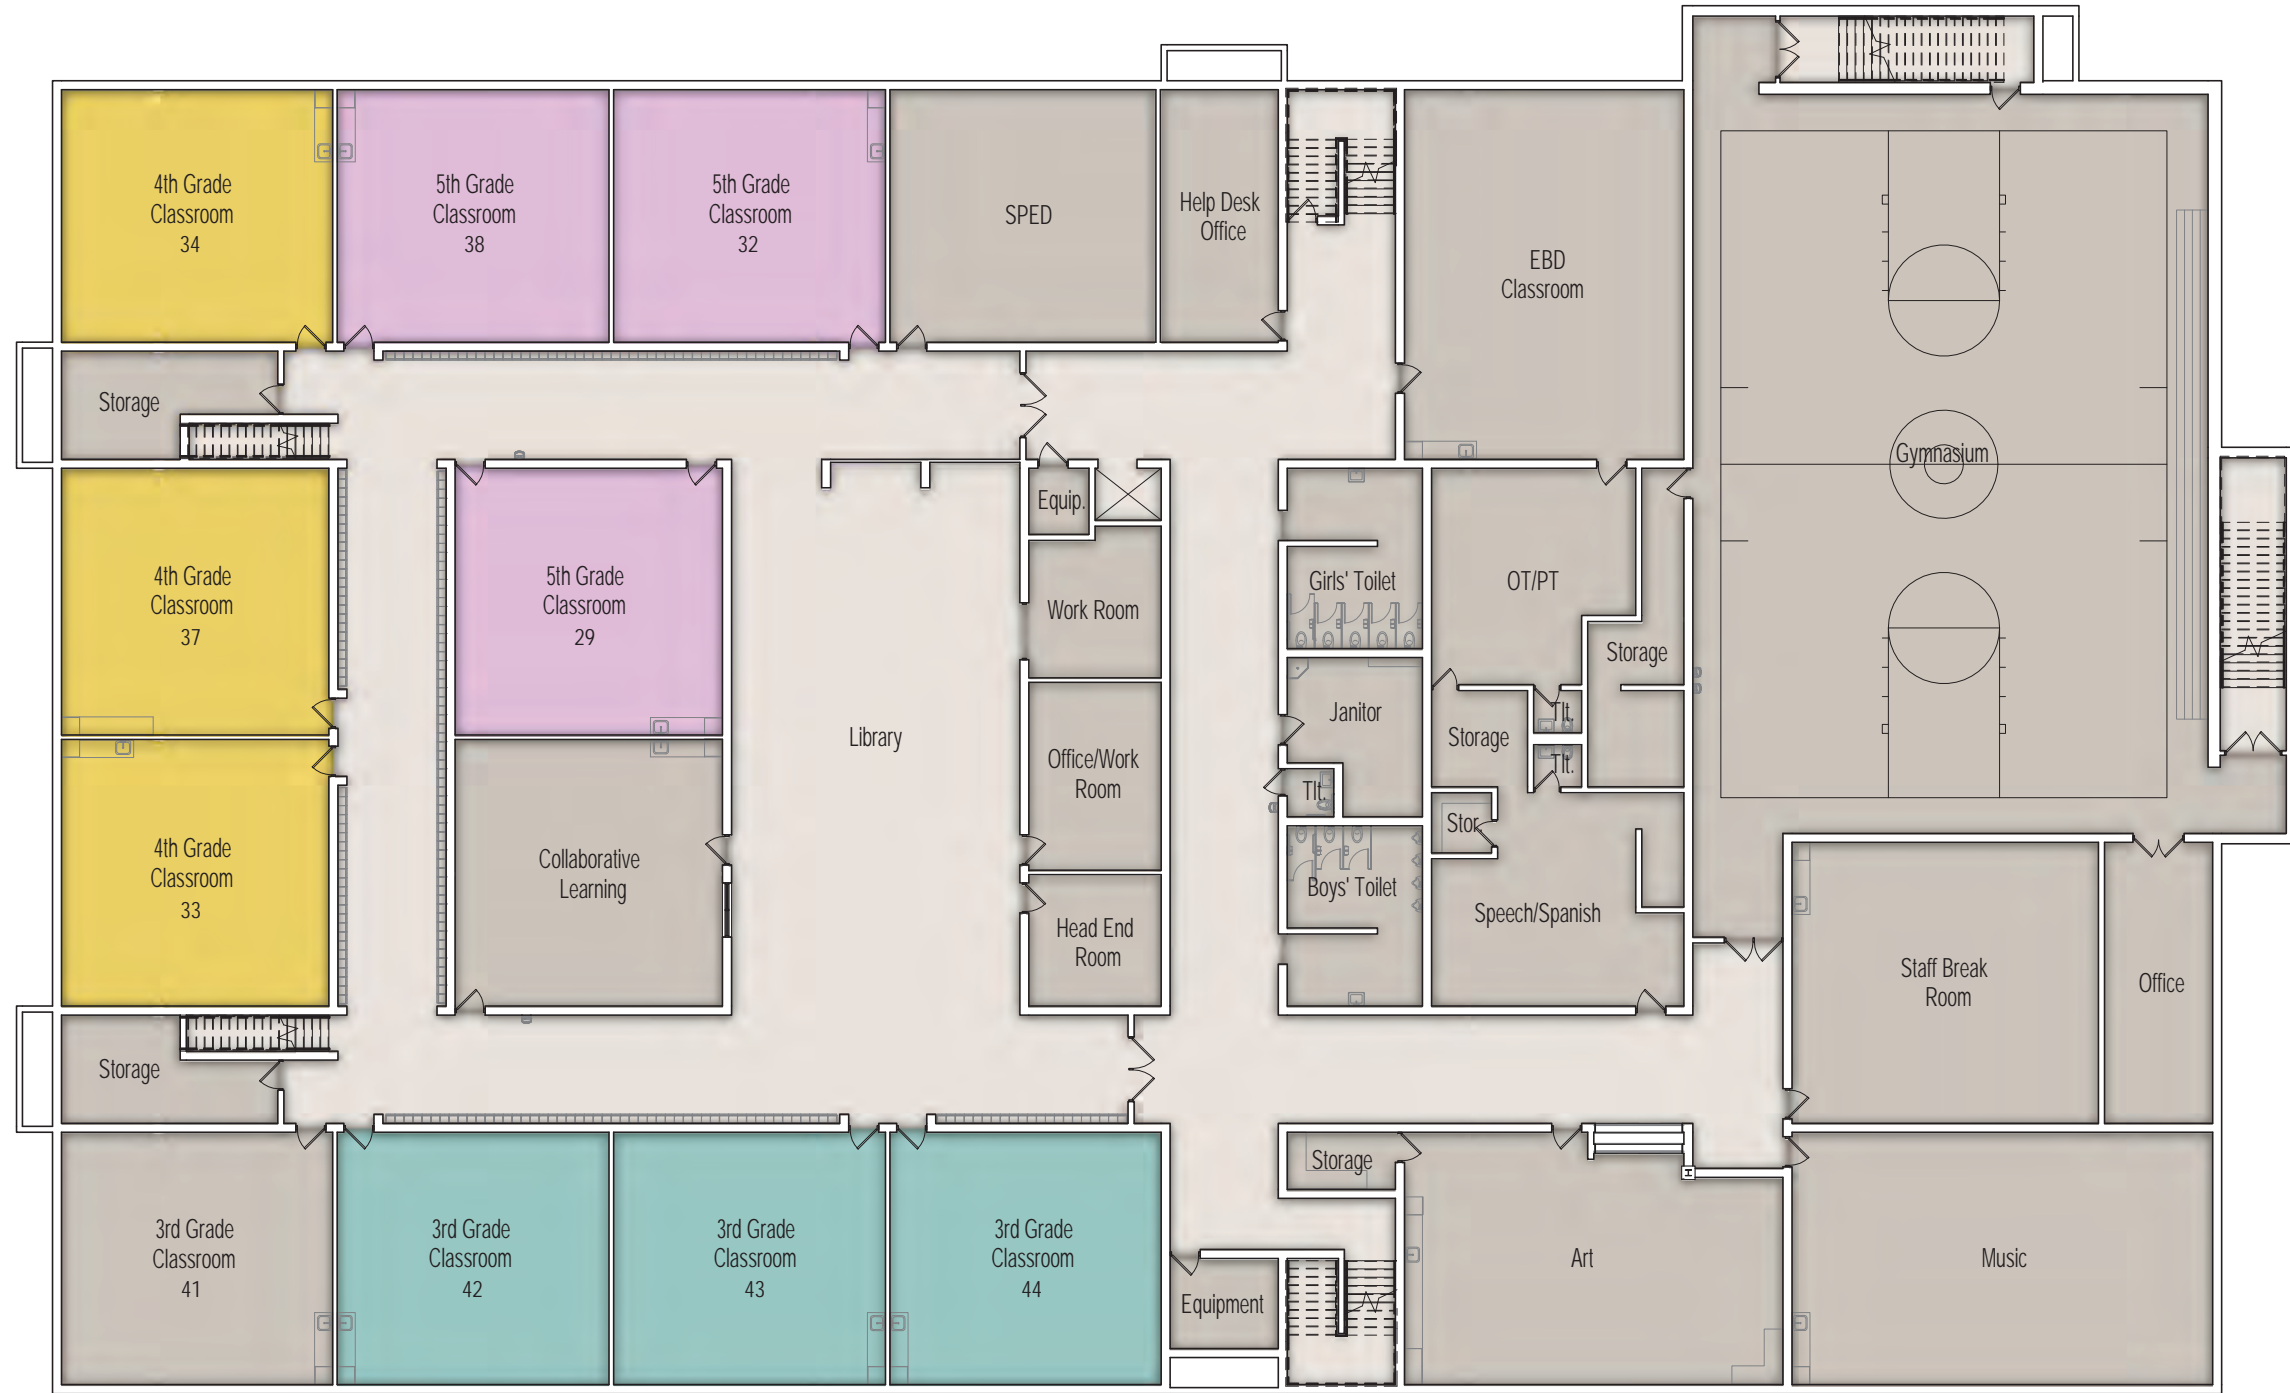 4th Grade
Classroom
34
5th Grade
Classroom
38
5th Grade
Classroom
32
SPED
Help Desk
Office
EBD
Classroom
Gymnasium
Storage
4th Grade
Classroom
37
5th Grade
Classroom
29
Equip.
Work Room
Girls' Toilet
OT/PT
Storage
Library
Office/Work
Room
Janitor
Storage
Tlt.
Tlt.
Tlt.
Stor.
4th Grade
Classroom
33
Collaborative
Learning
Head End
Room
Boys' Toilet
Speech/Spanish
Staff Break
Room
Office
Storage
3rd Grade
Classroom
41
3rd Grade
Classroom
42
3rd Grade
Classroom
43
3rd Grade
Classroom
44
Storage
H
Equipment
Art
Music